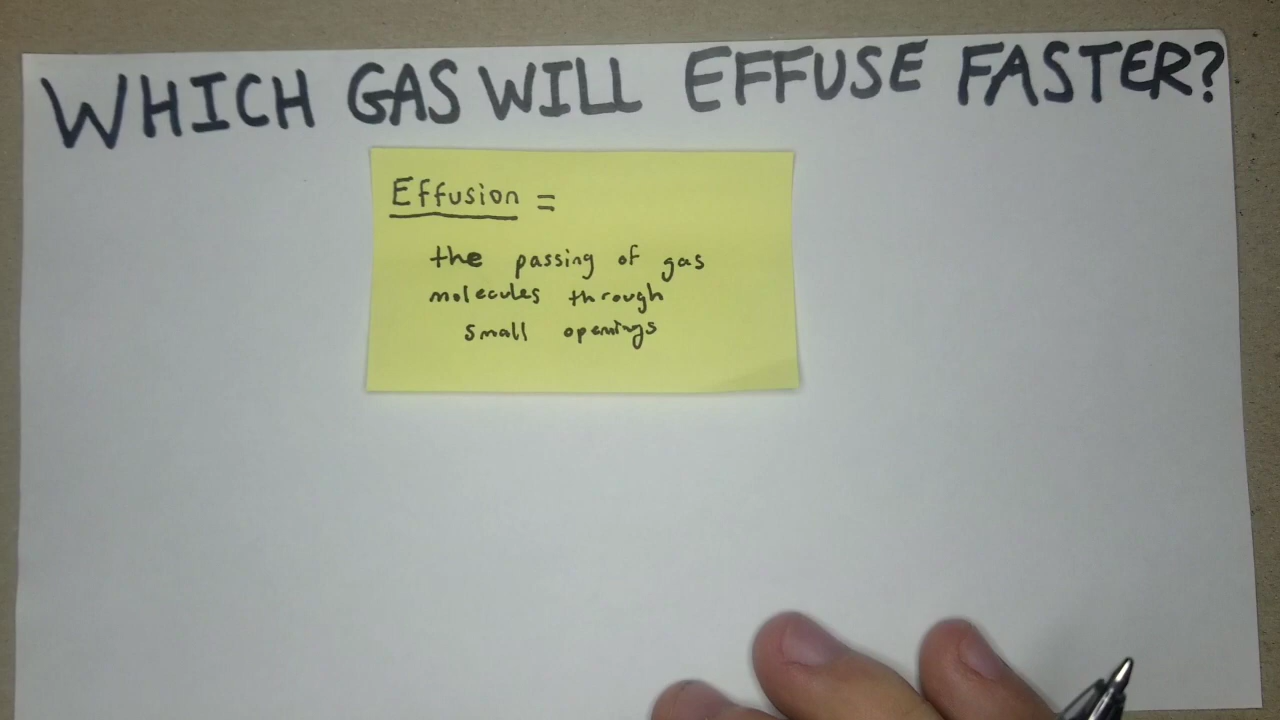 WHICH GAS WILL EFFUSE FASTER?
Effusion =
the passing of gas
molecules through
small openings